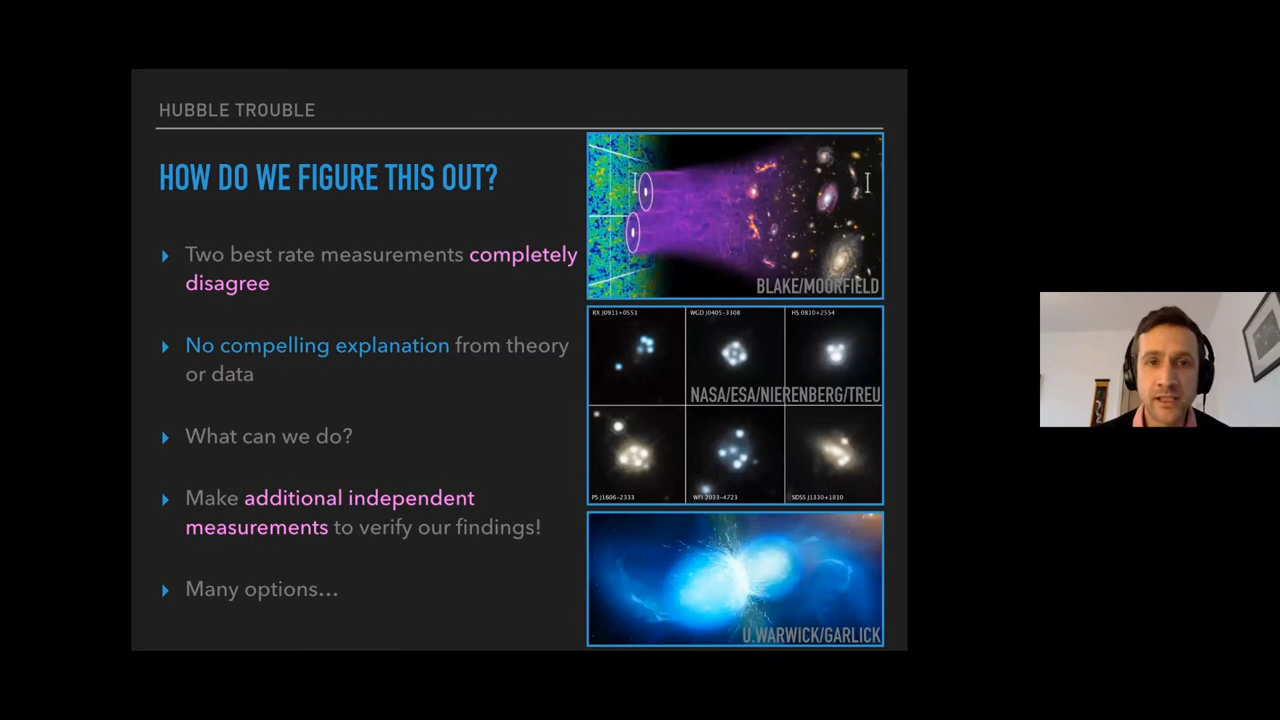 HUBBLE TROUBLE
HOW DO WE FIGURE THIS OUT?
Two best rate measurements completely
disagree
No compelling explanation from theory
or data
What can we do?
Make additional independent
measurements to verify our findings!
Many options…
BLAKE/MOORFIELD
RX J0911+0551
WGD J0405-3308
HS 0810+2554
NASA/ESA/NIERENBERG/TREU
PS J1606-2333
WFI 2033-4723
SDSS J1330+1810
U.WARWICK/GARLICK